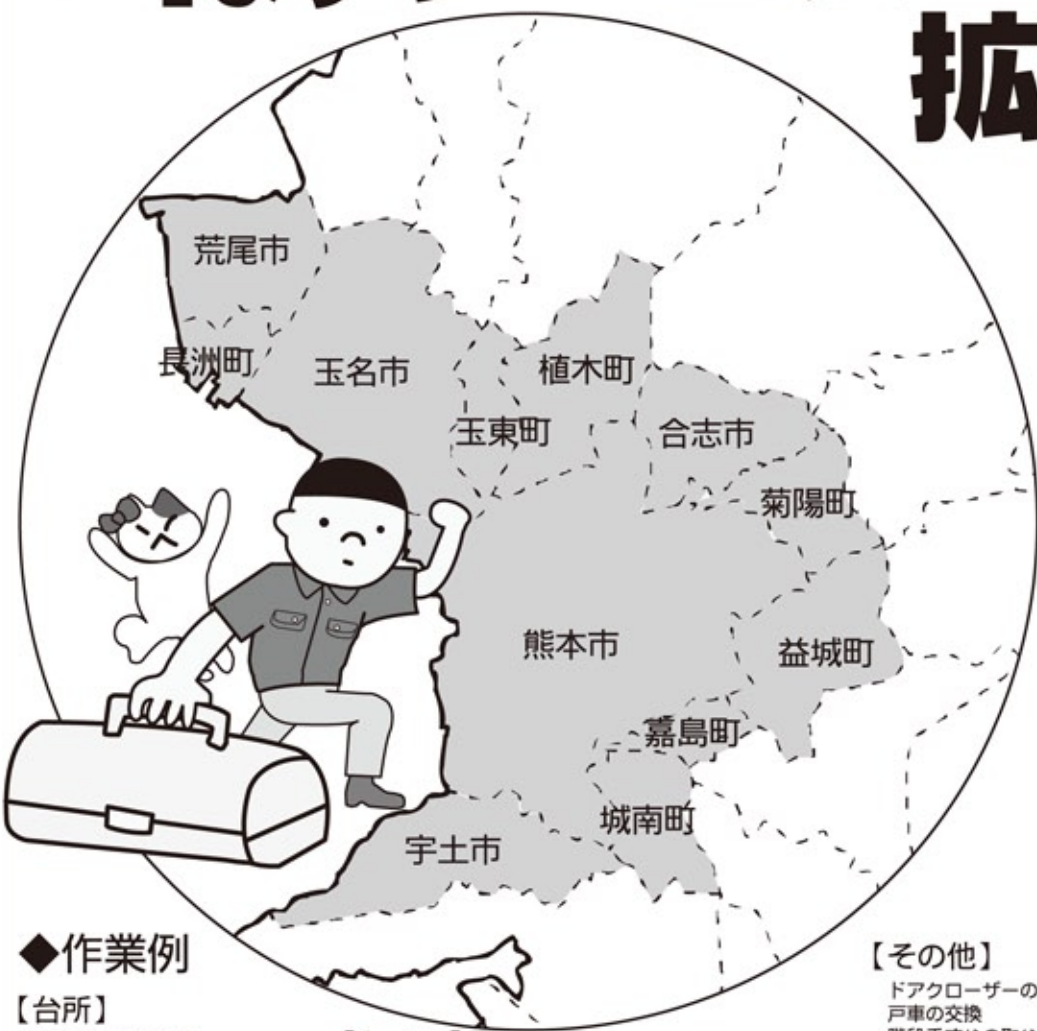 拡
荒尾市
長洲町
玉名市
植木町
玉東町
合志市
菊陽町
熊本市
益城町
嘉島町
城南町
宇土市
◆作業例
【台所】
【その他】
ドアクローザーの
戸車の交換